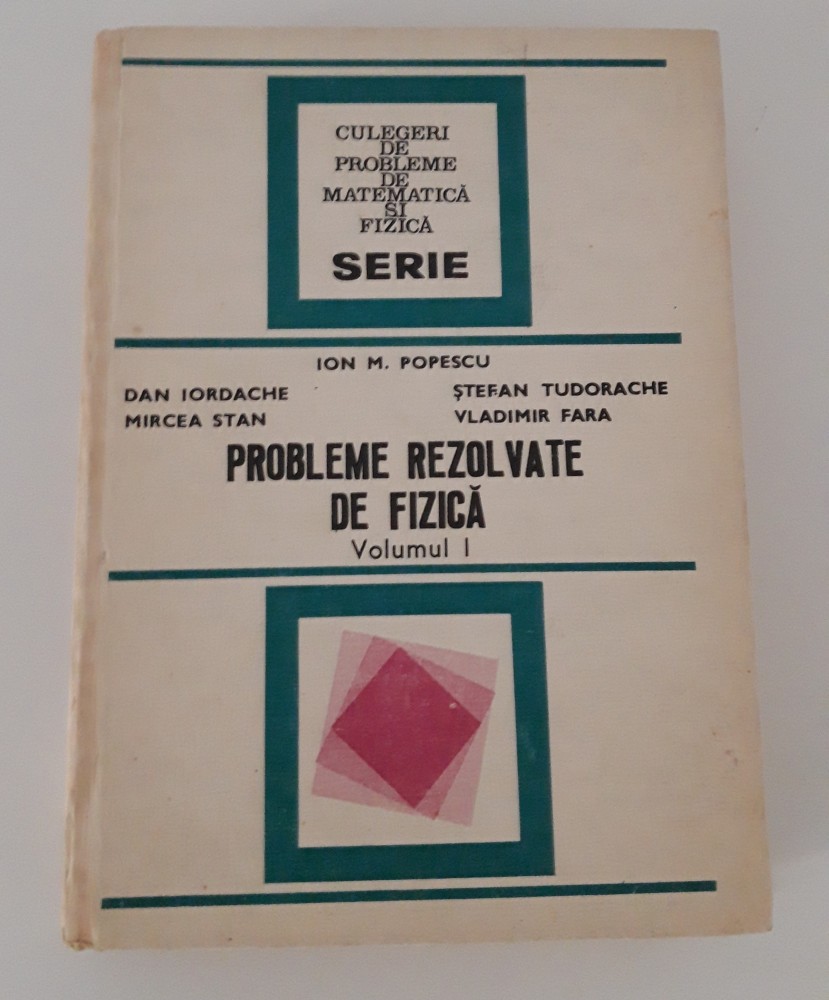 CULEGERI
DE
PROBLEME
DE
MATEMATICĂ
SI
FIZICĂ
SERIE
ION M. POPESCU
DAN IORDACHE
ŞTEFAN TUDORACHE
MIRCEA STAN
VLADIMIR FARA
PROBLEME REZOLVATE
DE FIZICĂ
Volumul I